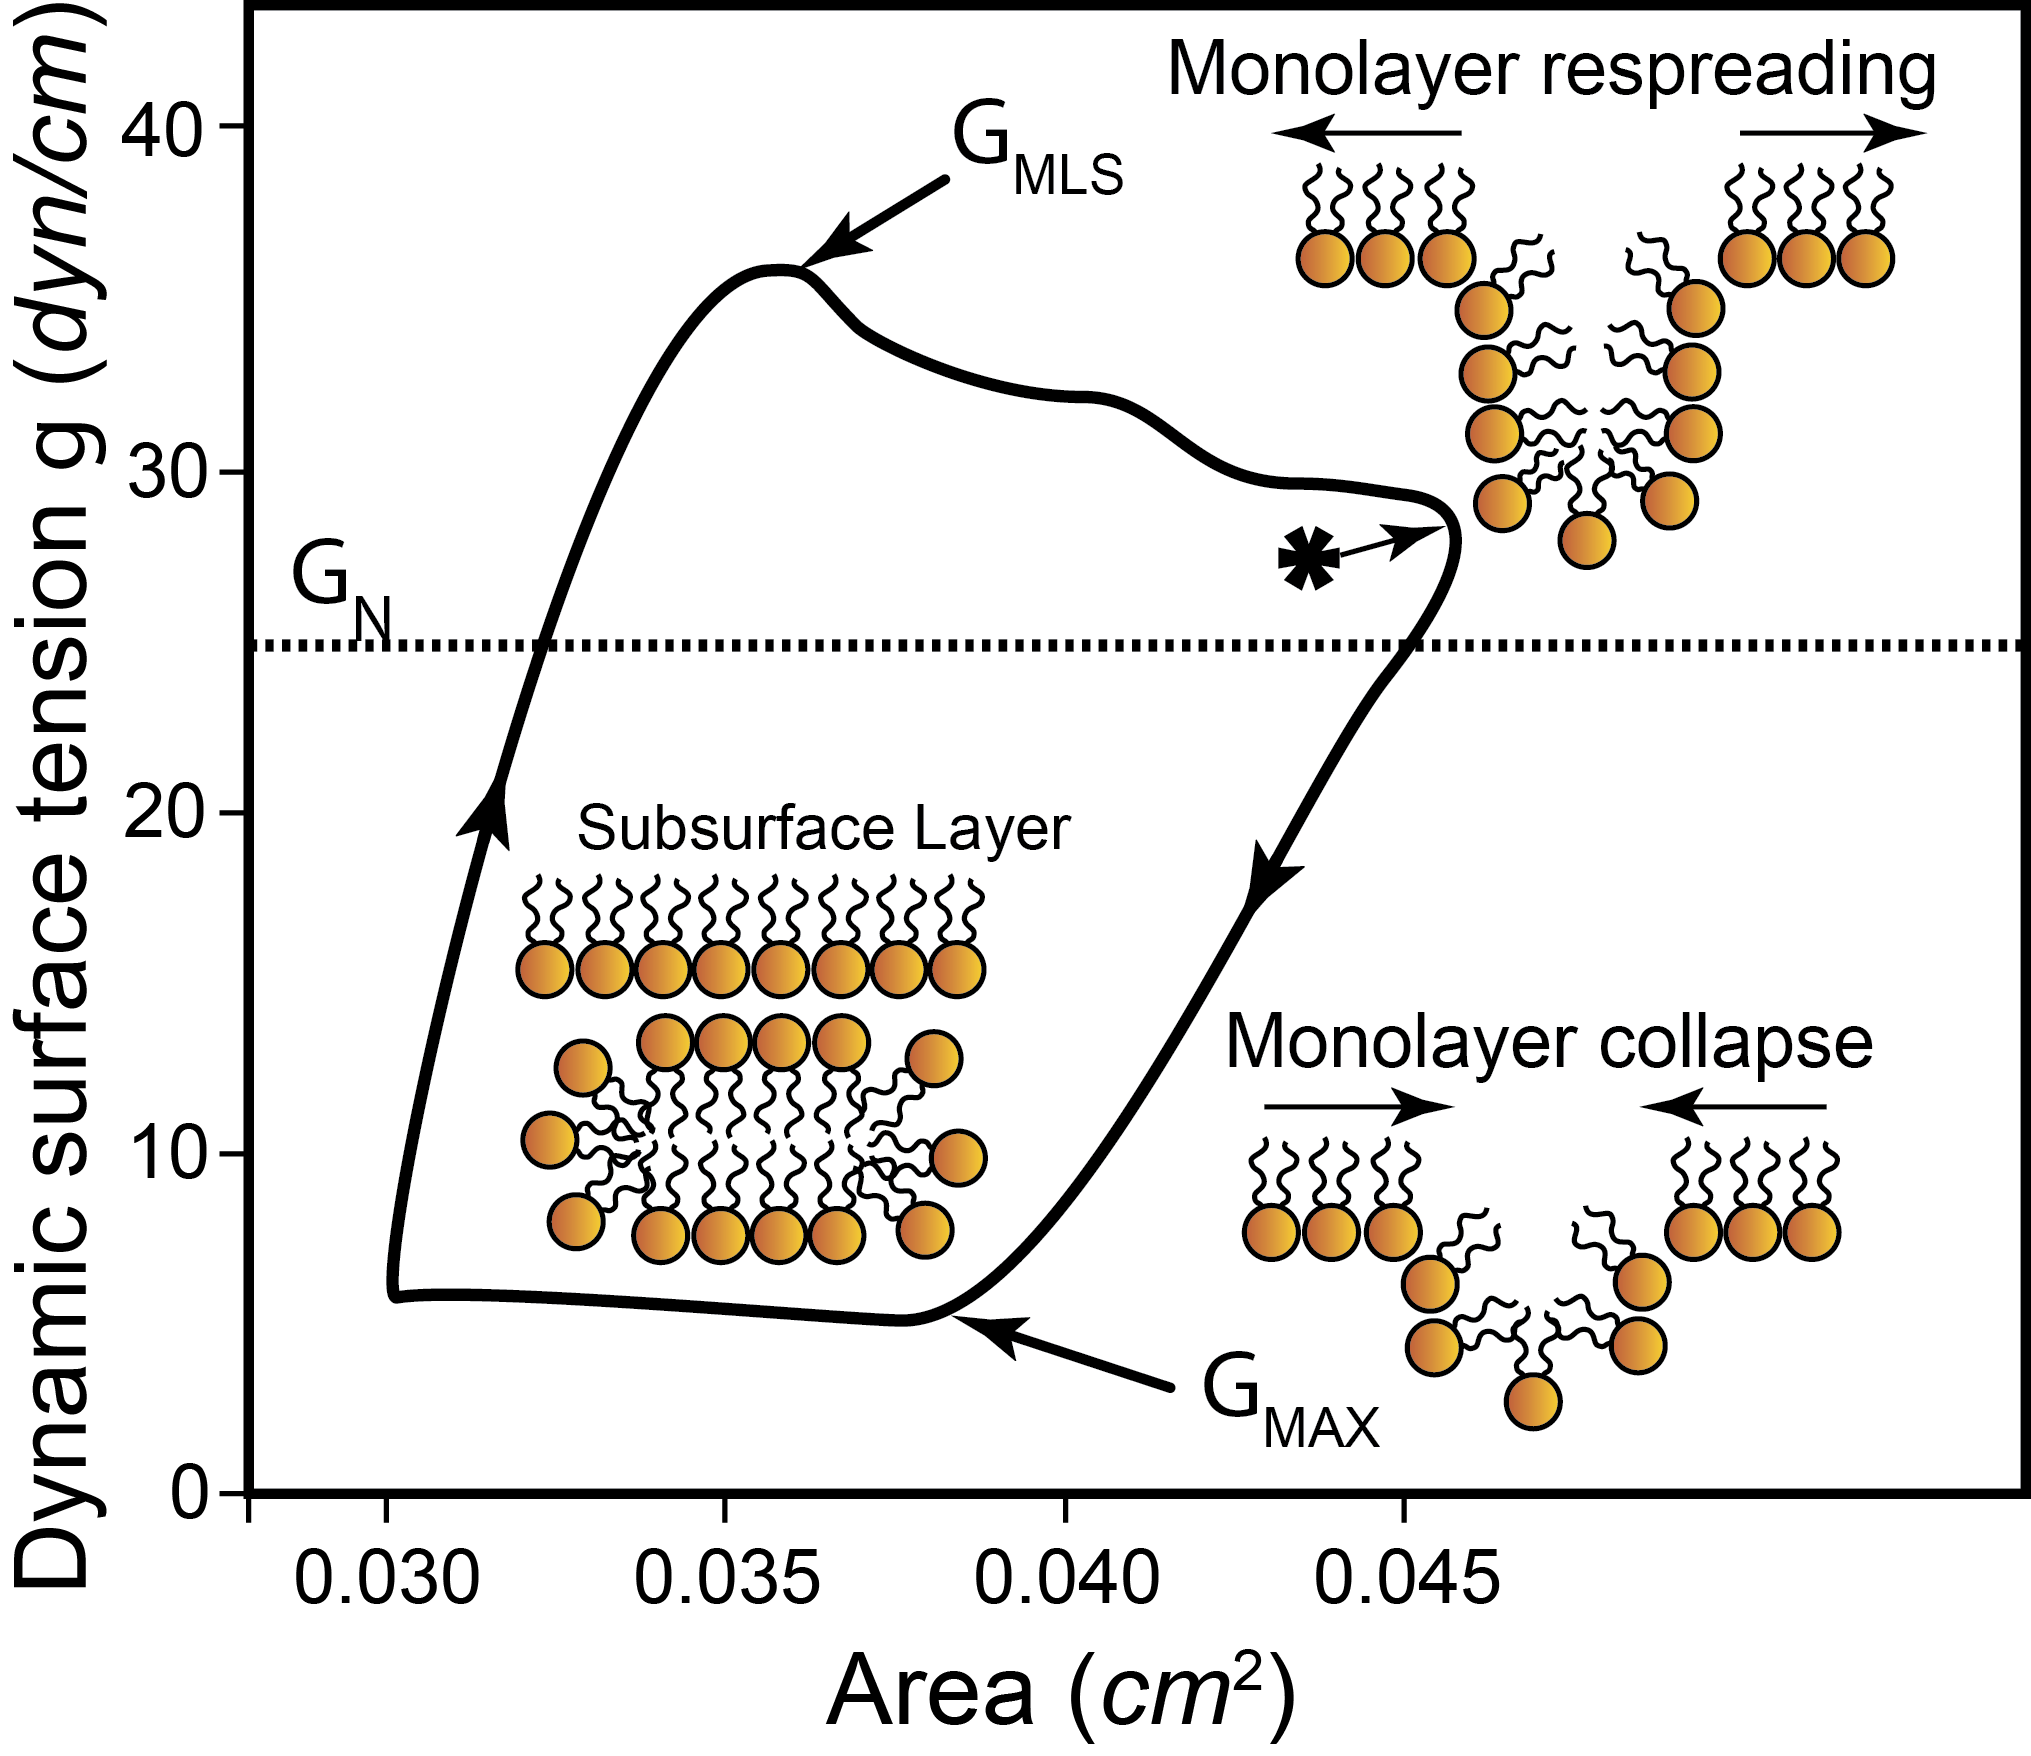 Dynamic surface tension g (dyn/cm)
Monolayer respreading
40
G_MLS
30
*
G_N
20
Subsurface Layer
Monolayer collapse
10
G_MAX
0
0.030 0.035 0.040 0.045
Area (cm²)